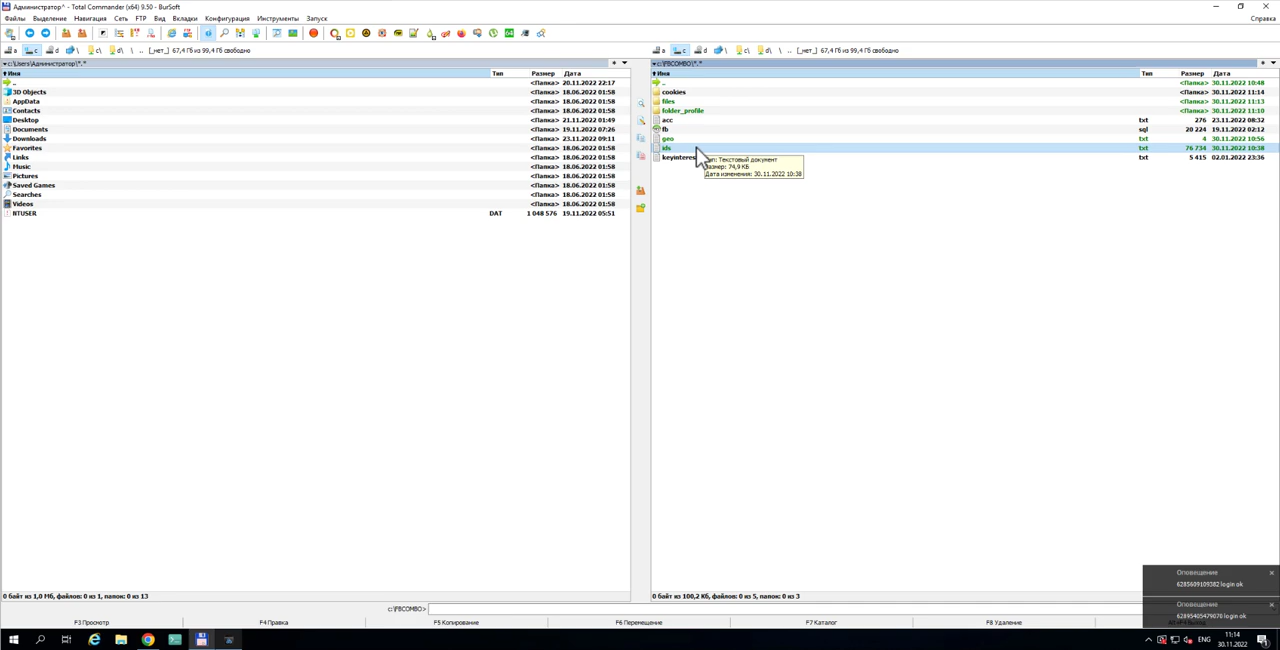 Администратор^ - Total Commander (x64) 9.50 - BurSoft
Файлы Выделение Навигация Сеть FTP Вид Вкладки Конфигурация Инструменты Запуск Справка
a c d \ c\ d\ \ .. [_нет_] 67,4 Гб из 99,4 Гб свободно
c:\Users\Администратор\*.*
Имя Тип Размер Дата
.. <Папка> 20.11.2022 22:17
3D Objects <Папка> 18.06.2022 01:58
AppData <Папка> 18.06.2022 01:58
Contacts <Папка> 18.06.2022 01:58
Desktop <Папка> 21.11.2022 01:49
Documents <Папка> 19.11.2022 07:26
Downloads <Папка> 23.11.2022 09:11
Favorites <Папка> 18.06.2022 01:58
Links <Папка> 18.06.2022 01:58
Music <Папка> 18.06.2022 01:58
Pictures <Папка> 18.06.2022 01:58
Saved Games <Папка> 18.06.2022 01:58
Searches <Папка> 18.06.2022 01:58
Videos <Папка> 18.06.2022 01:58
NTUSER DAT 1 048 576 19.11.2022 05:51
0 байт из 1,0 Мб, файлов: 0 из 1, папок: 0 из 13
a c d \ c\ d\ \ .. [_нет_] 67,4 Гб из 99,4 Гб свободно
c:\FBCOMBO\*.*
Имя Тип Размер Дата
.. <Папка> 30.11.2022 10:48
cookies <Папка> 30.11.2022 11:14
files <Папка> 30.11.2022 11:13
folder_profile <Папка> 30.11.2022 11:10
acc txt 276 23.11.2022 08:32
fb sql 20 224 19.11.2022 02:12
geo txt 4 30.11.2022 10:56
ids txt 76 734 30.11.2022 10:38
keyinteres txt 5 415 02.01.2022 23:36
Текстовый документ
размер: 74,9 КБ
Дата изменения: 30.11.2022 10:38
0 байт из 100,2 Кб, файлов: 0 из 5, папок: 0 из 3
c:\FBCOMBO>
F3 Просмотр F4 Правка F5 Копирование F6 Перемещение F7 Каталог F8 Удаление
Оповещение
6285609109382 login ok
Оповещение
62895405479070 login ok
ENG
11:14
30.11.2022